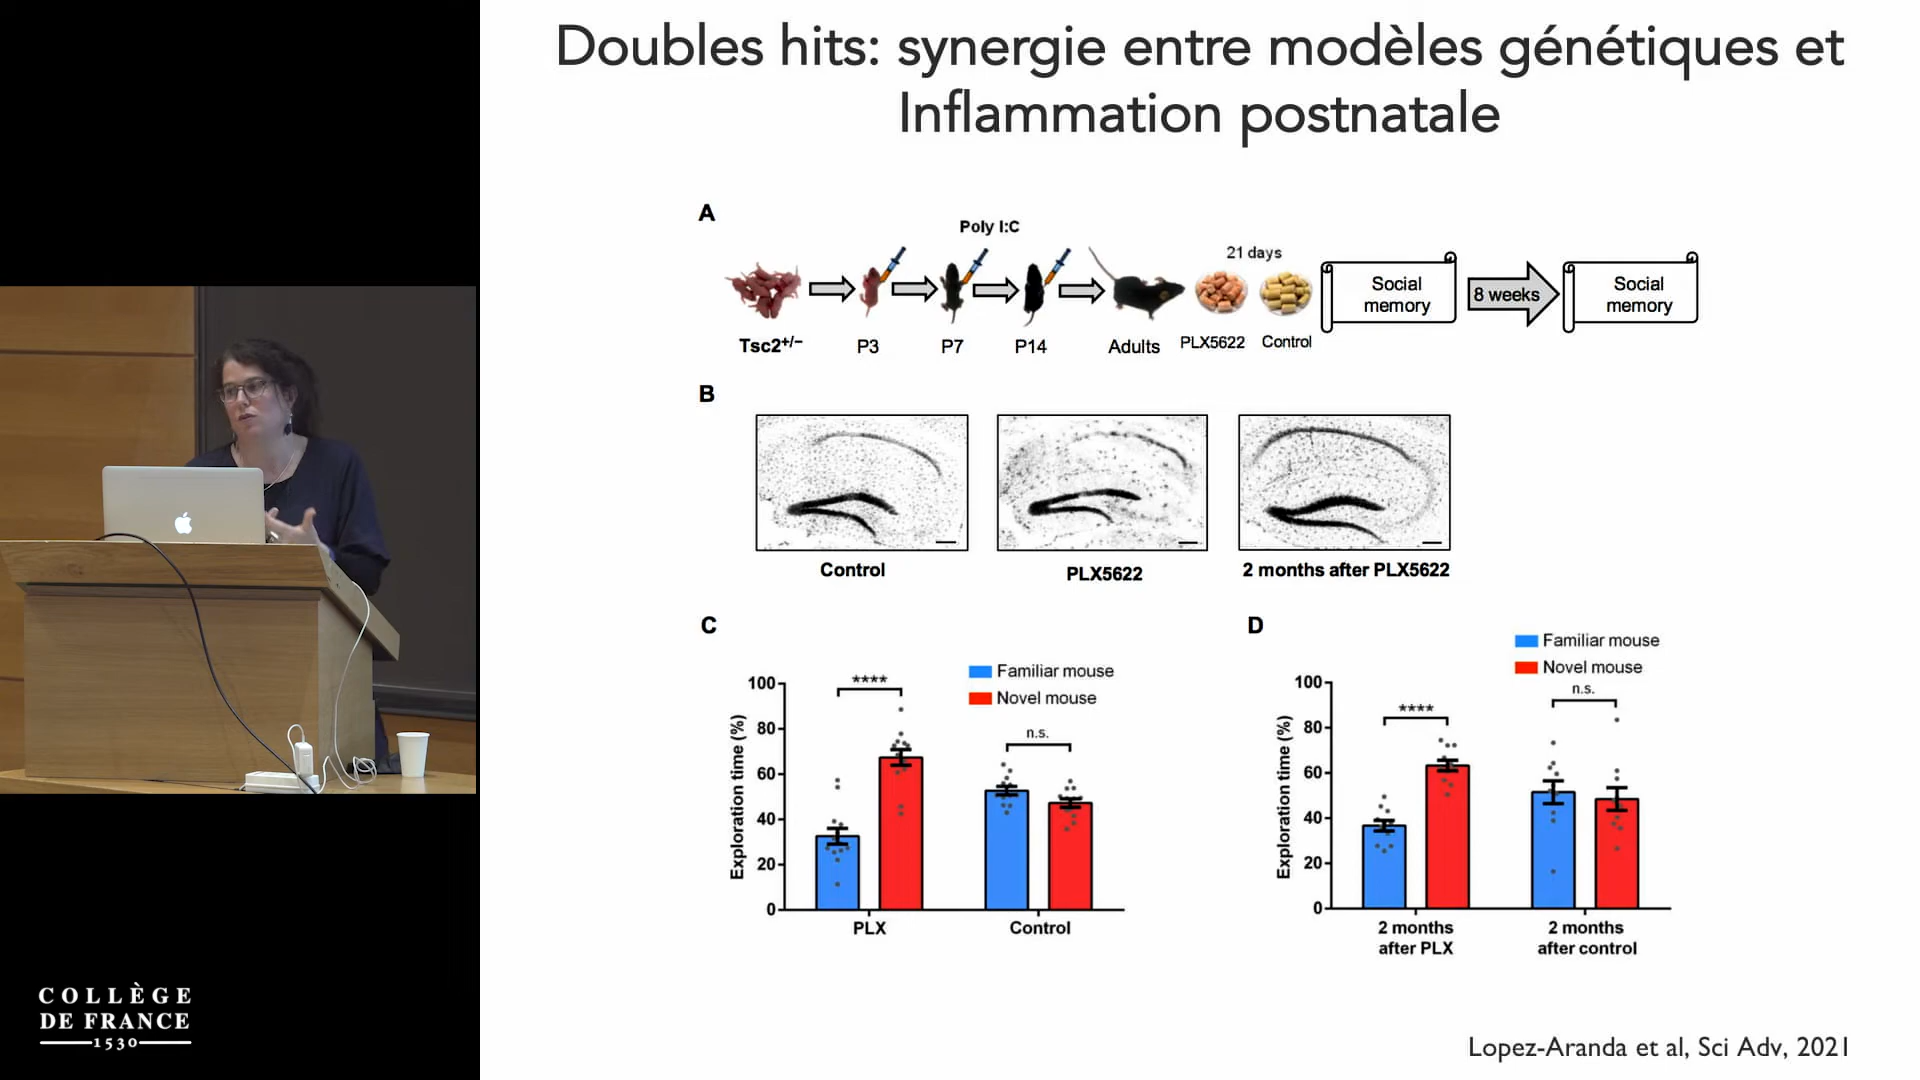 Doubles hits: synergie entre modèles génétiques et
Inflammation postnatale
A
Poly I:C
21 days
Social
memory
8 weeks
Social
memory
Tsc2+/−
P3
P7
P14
Adults
PLX5622
Control
B
Control
PLX5622
2 months after PLX5622
C
Familiar mouse
Novel mouse
****
n.s.
Exploration time (%)
100
80
60
40
20
0
PLX
Control
D
Familiar mouse
Novel mouse
****
n.s.
Exploration time (%)
100
80
60
40
20
0
2 months
after PLX
2 months
after control
COLLÈGE
DE FRANCE
1530
Lopez-Aranda et al, Sci Adv, 2021